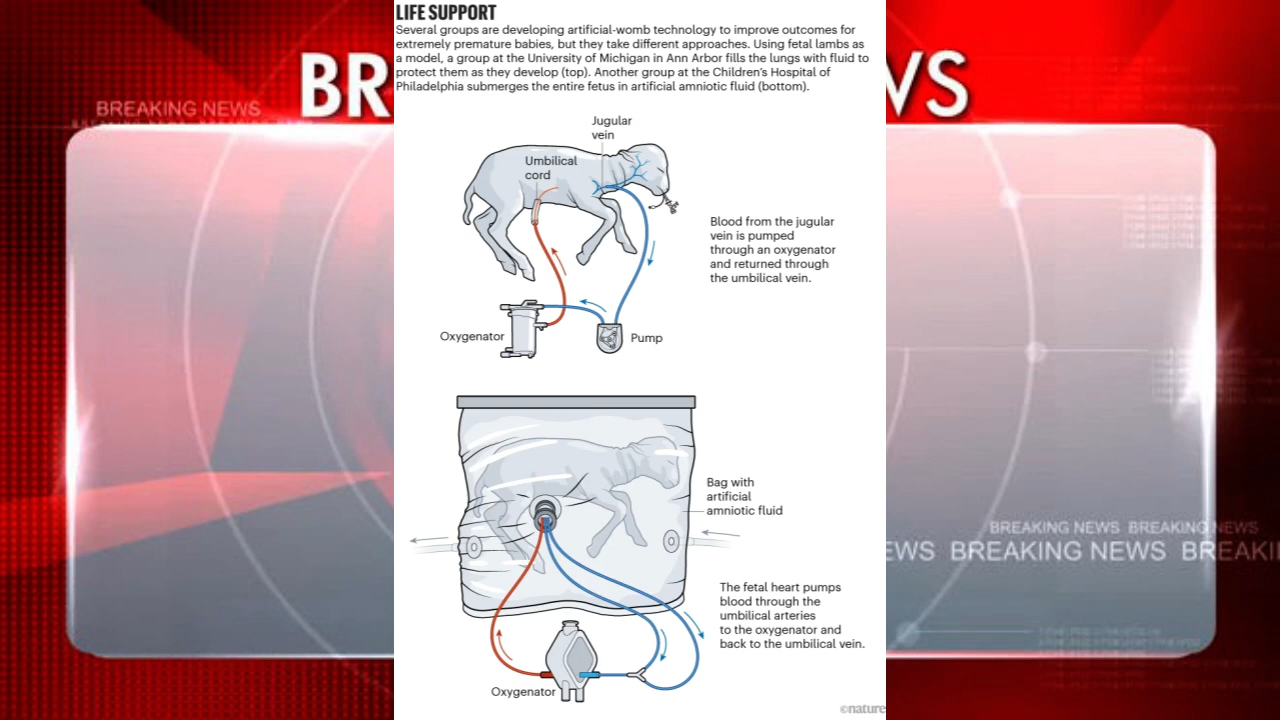 LIFE SUPPORT
Several groups are developing artificial-womb technology to improve outcomes for
extremely premature babies, but they take different approaches. Using fetal lambs as
a model, a group at the University of Michigan in Ann Arbor fills the lungs with fluid to
protect them as they develop (top). Another group at the Children's Hospital of
Philadelphia submerges the entire fetus in artificial amniotic fluid (bottom).
BR
WS
BREAKING NEWS
Jugular
vein
Umbilical
cord
Blood from the jugular
vein is pumped
through an oxygenator
and returned through
the umbilical vein.
Oxygenator
Pump
Bag with
artificial
amniotic fluid
BREAKING NEWS BREAKING NEWS
EWS BREAKING NEWS BREAKI
The fetal heart pumps
blood through the
umbilical arteries
to the oxygenator and
back to the umbilical vein.
Oxygenator
©nature